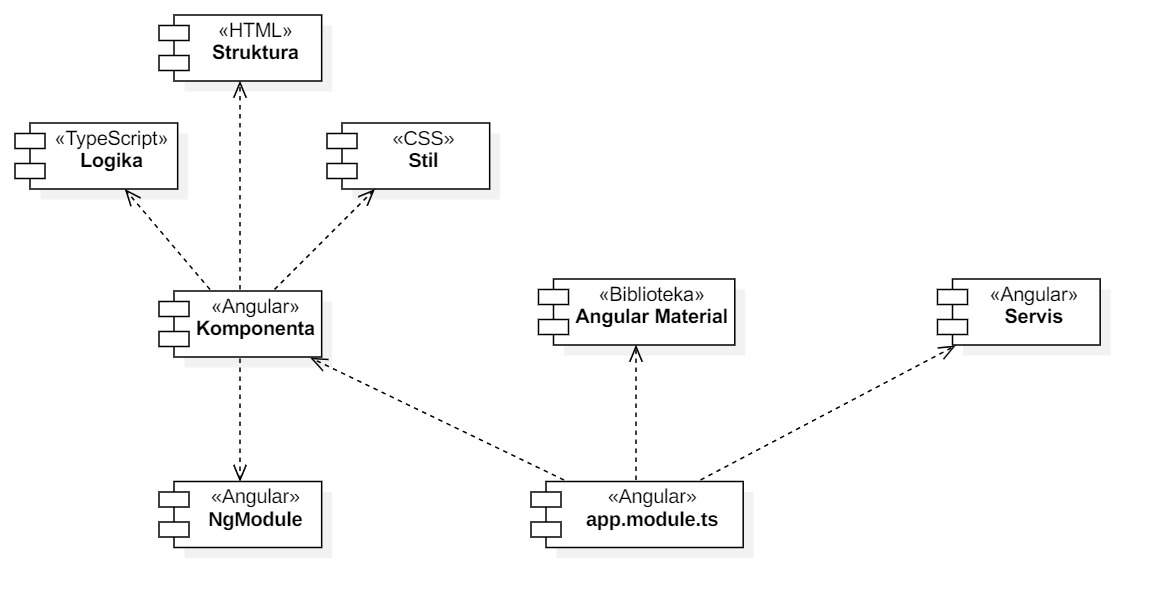 «HTML»
Struktura
«TypeScript»
Logika
«CSS»
Stil
«Angular»
Komponenta
«Biblioteka»
Angular Material
«Angular»
Servis
«Angular»
NgModule
«Angular»
app.module.ts